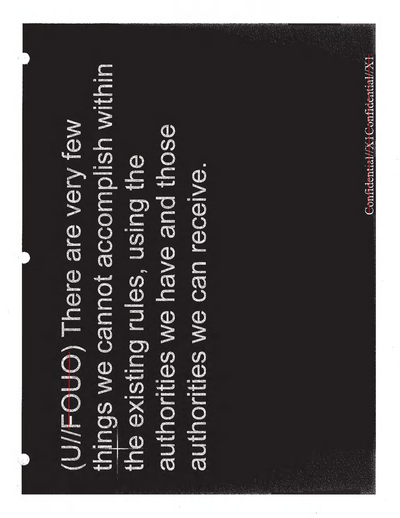 (U//FOUO) There are very few
things we cannot accomplish within
the existing rules, using the
authorities we have and those
authorities we can receive.
Confidential//X1Confidential//X1